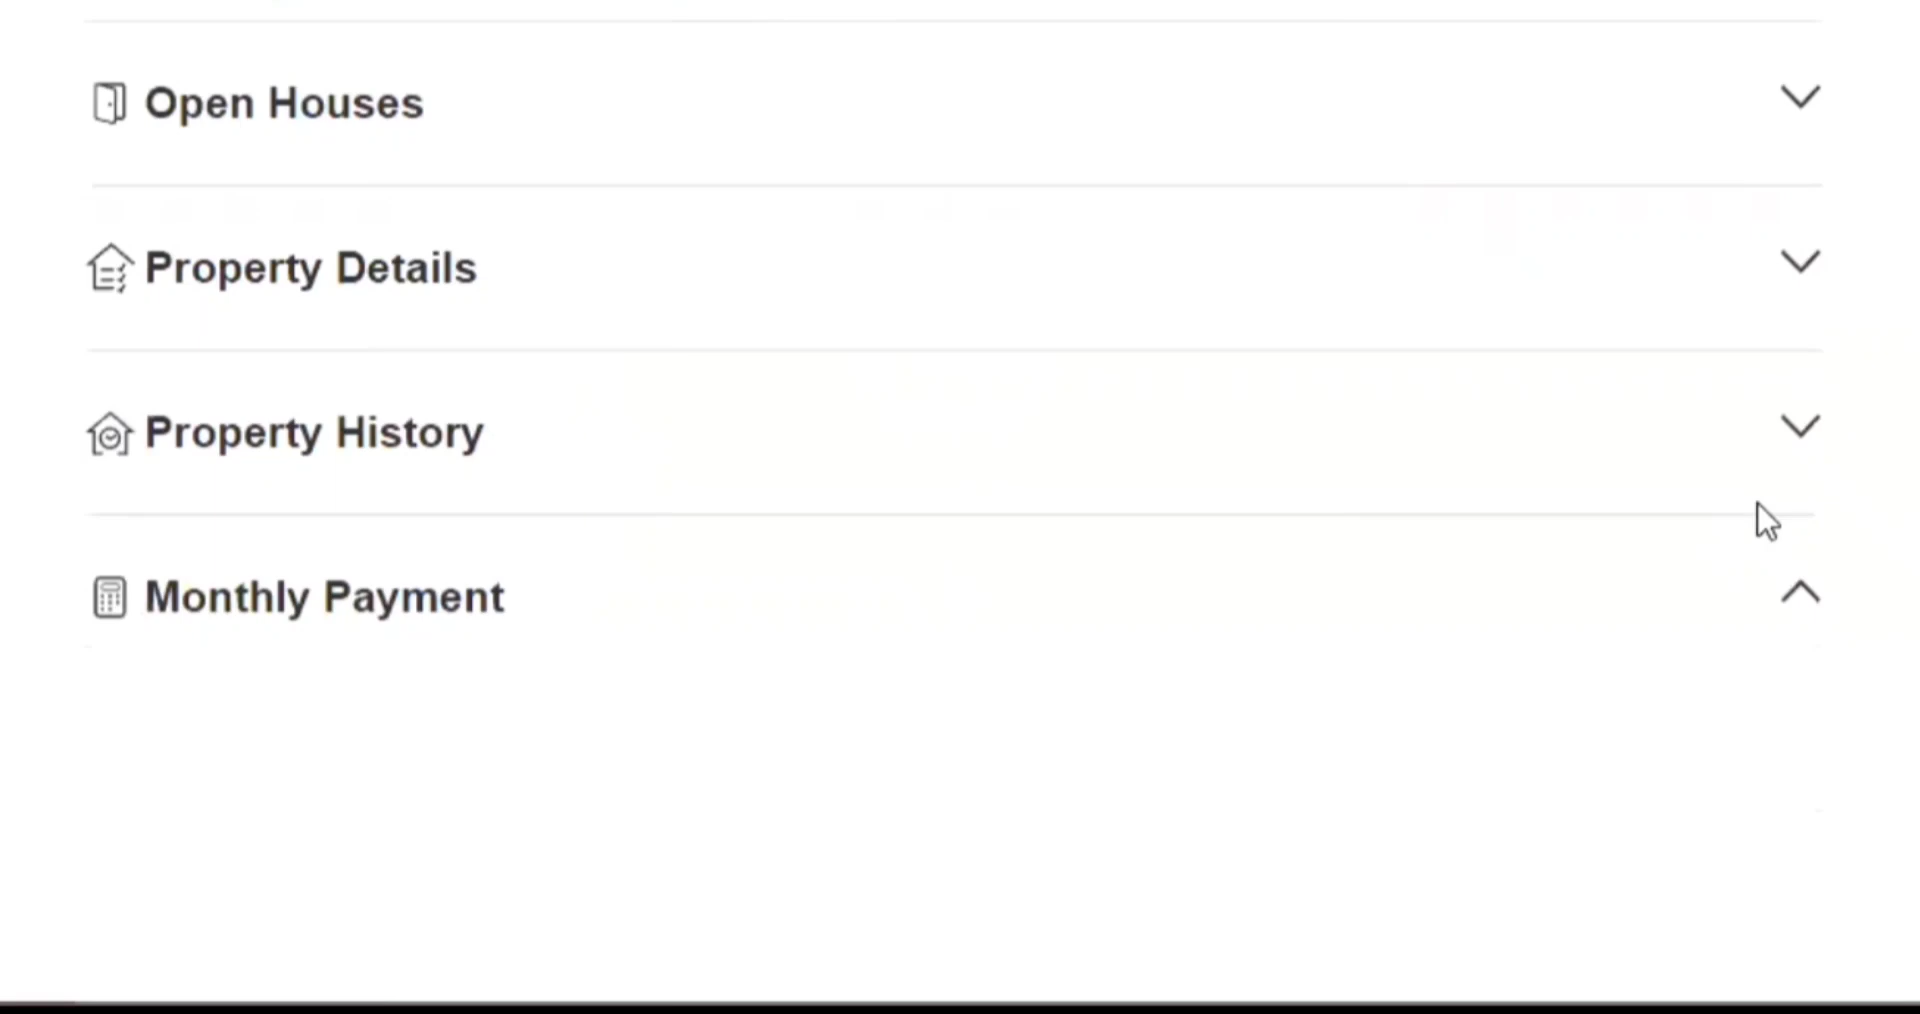 Open Houses
Property Details
Property History
Monthly Payment